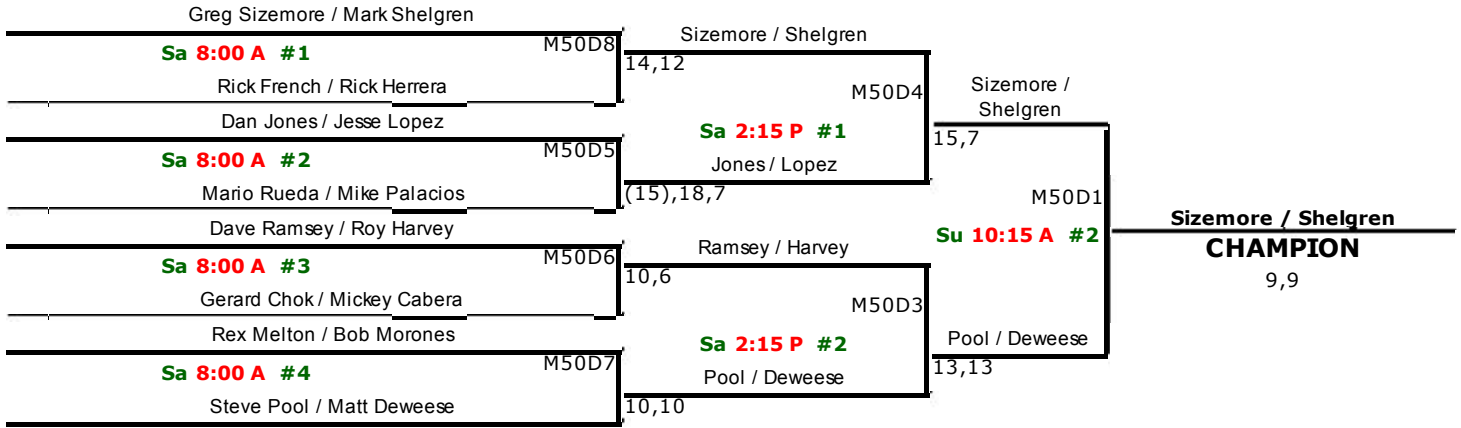 Greg Sizemore / Mark Shelgren
Sa 8:00 A #1
M50D8
Rick French / Rick Herrera
Dan Jones / Jesse Lopez
Sa 8:00 A #2
M50D5
Mario Rueda / Mike Palacios
Dave Ramsey / Roy Harvey
Sa 8:00 A #3
M50D6
Gerard Chok / Mickey Cabera
Rex Melton / Bob Morones
Sa 8:00 A #4
M50D7
Steve Pool / Matt Deweese
Sizemore / Shelgren
14,12
M50D4
Sa 2:15 P #1
Jones / Lopez
(15),18,7
Ramsey / Harvey
10,6
M50D3
Sa 2:15 P #2
Pool / Deweese
10,10
Sizemore /
Shelgren
15,7
M50D1
Su 10:15 A #2
Pool / Deweese
13,13
Sizemore / Shelgren
CHAMPION
9,9